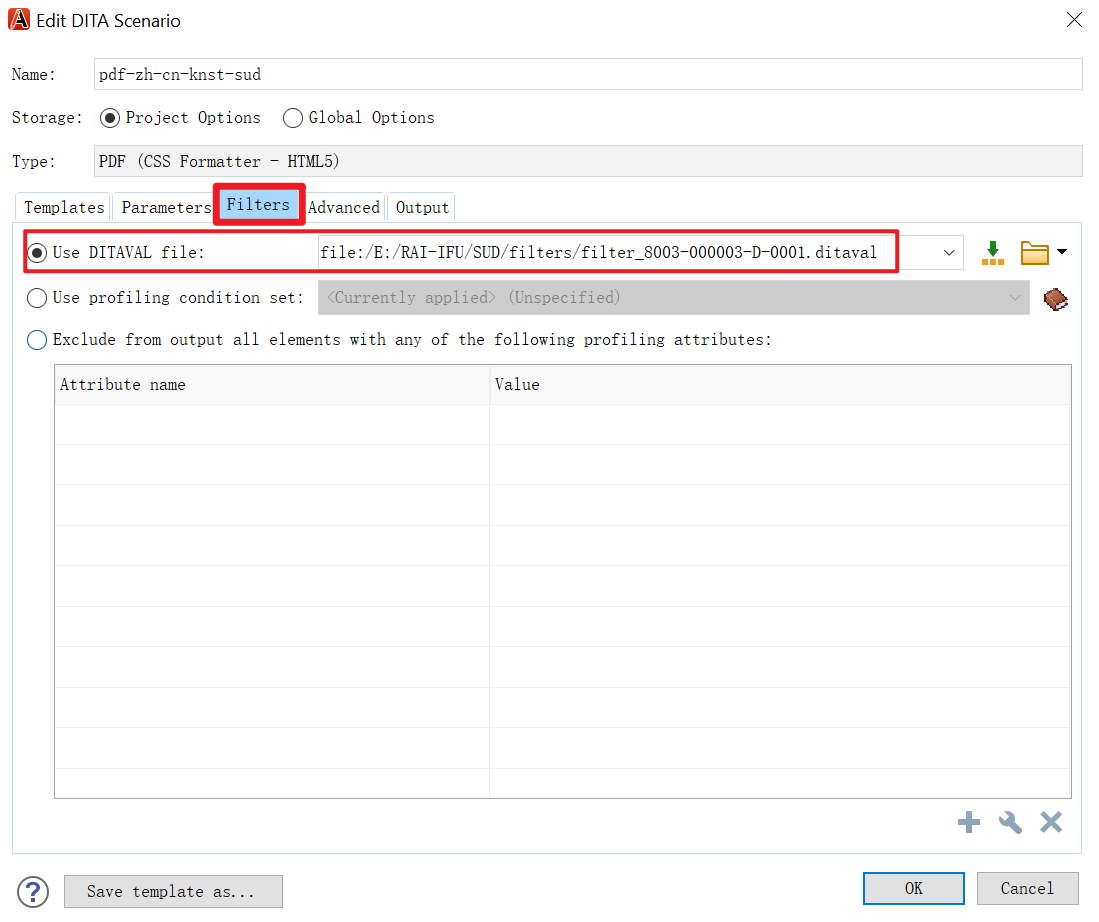 Edit DITA Scenario
Name: pdf-zh-cn-knst-sud
Storage: Project Options Global Options
Type: PDF (CSS Formatter - HTML5)
Templates Parameters Filters Advanced Output
Use DITAVAL file: file:/E:/RAI-IFU/SUD/filters/filter_8003-000003-D-0001.ditaval
Use profiling condition set: <Currently applied> (Unspecified)
Exclude from output all elements with any of the following profiling attributes:
Attribute name Value
? Save template as... OK Cancel